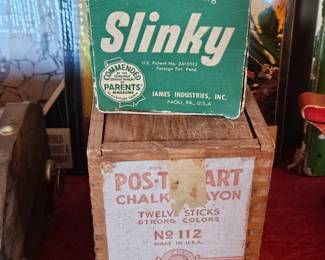 Slinky
U.S. Patent No. 2415012
Foreign Pat. Pend
COMMENDED
PARENTS'
MAGAZINE
JAMES INDUSTRIES, INC.
PAOLI, PA., U.S.A
POS-T ART
CHALK YON
TWELVE STICKS
STRONG COLORS
No 112
MADE IN U.S.A.